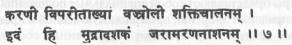 करणी विपरीताख्या वज्रोली शक्तिचालनम् ।
इदं हि मुद्रादशकं जरामरणनाशनम् ।। ७ ।।